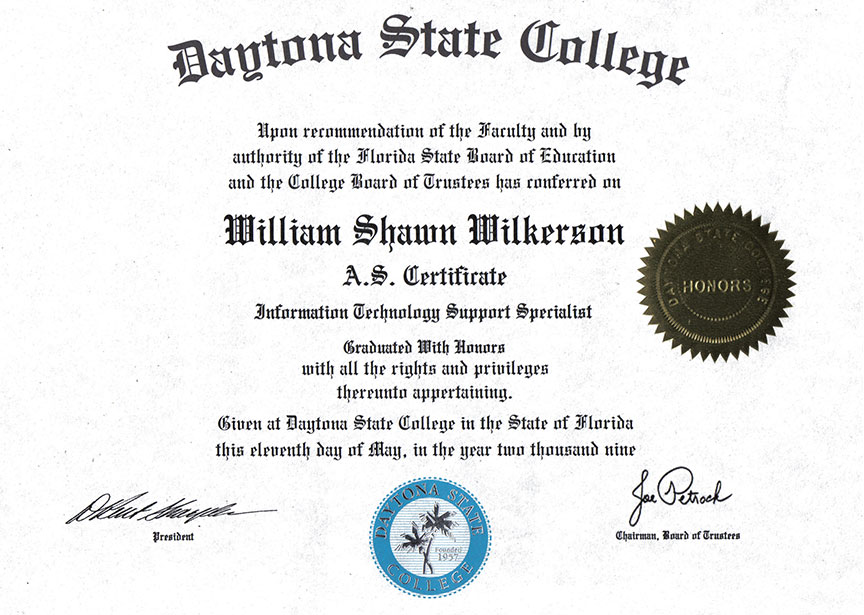 Daytona State College
Upon recommendation of the Faculty and by
authority of the Florida State Board of Education
and the College Board of Trustees has conferred on
William Shawn Wilkerson
A.S. Certificate
Information Technology Support Specialist
Graduated With Honors
with all the rights and privileges
thereunto appertaining.
Given at Daytona State College in the State of Florida
this eleventh day of May, in the year two thousand nine
DAYTONA STATE COLLEGE
HONORS
President
DAYTONA STATE
Founded
1957
COLLEGE
Joe Petrock
Chairman, Board of Trustees